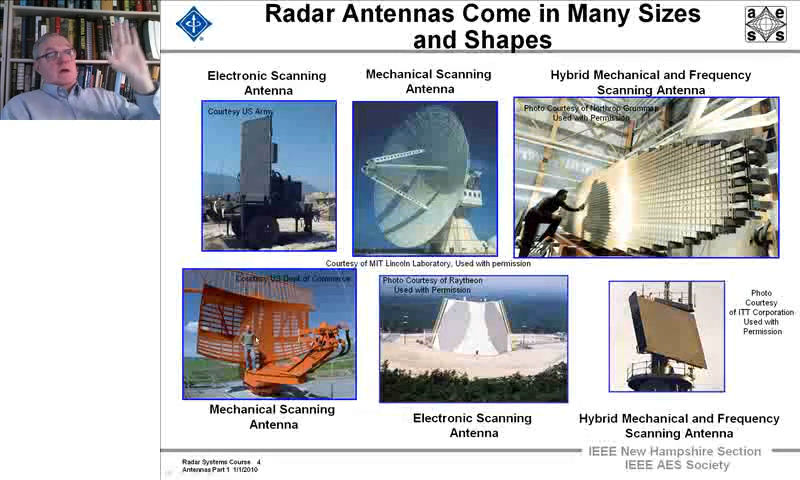 Radar Antennas Come in Many Sizes
and Shapes
a e
s s
Electronic Scanning
Antenna
Mechanical Scanning
Antenna
Hybrid Mechanical and Frequency
Scanning Antenna
Courtesy US Army
Photo Courtesy of Northrop Grumman
Used with Permission
Courtesy of MIT Lincoln Laboratory, Used with permission
Courtesy US Dept. of Commerce
Photo Courtesy of Raytheon
Used with Permission
Photo
Courtesy
of ITT Corporation
Used with
Permission
Mechanical Scanning
Antenna
Electronic Scanning
Antenna
Hybrid Mechanical and Frequency
Scanning Antenna
Radar Systems Course 4
Antennas Part 1 1/1/2010
IEEE New Hampshire Section
IEEE AES Society